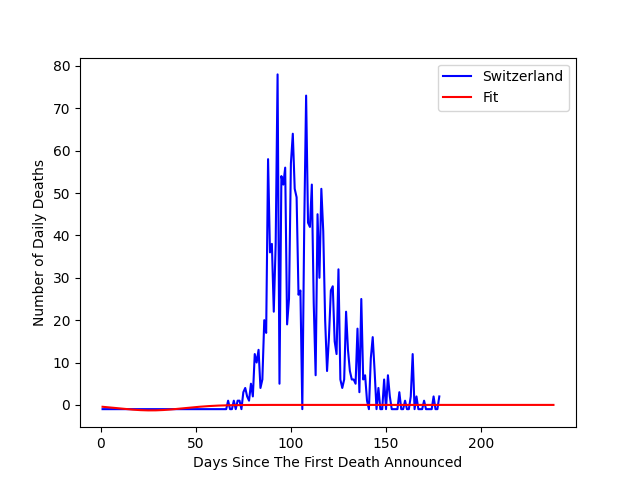 Switzerland
Fit
Number of Daily Deaths
80
70
60
50
40
30
20
10
0
0 50 100 150 200
Days Since The First Death Announced